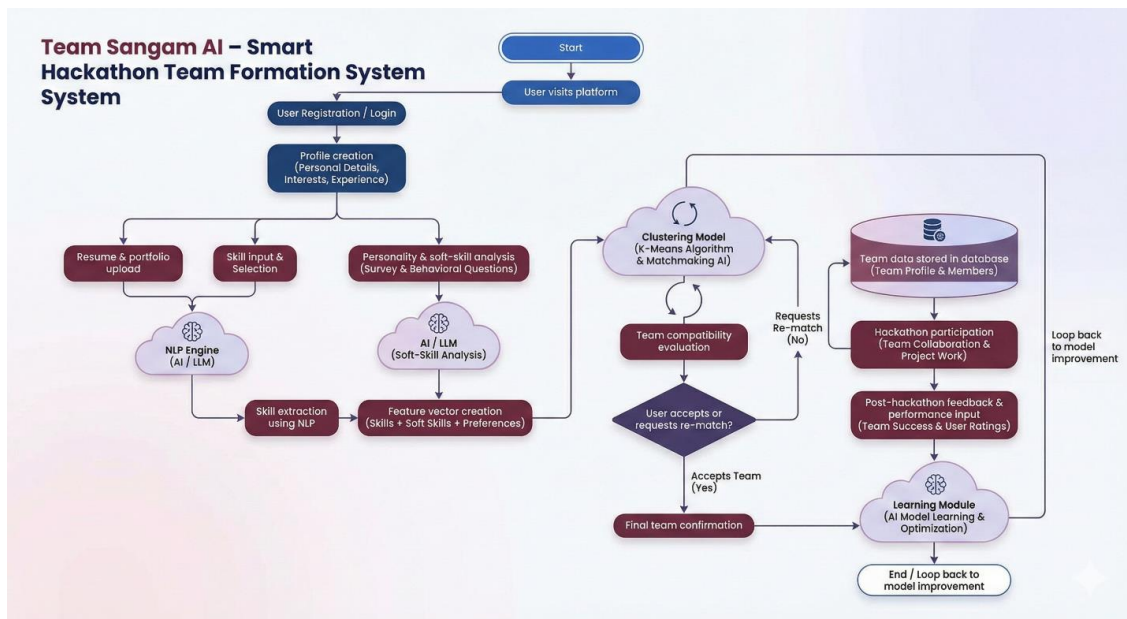 Team Sangam AI – Smart
Hackathon Team Formation System
System
Start
User visits platform
User Registration / Login
Profile creation
(Personal Details,
Interests, Experience)
Resume & portfolio
upload
Skill input &
Selection
Personality & soft-skill analysis
(Survey & Behavioral Questions)
NLP Engine
(AI / LLM)
AI / LLM
(Soft-Skill Analysis)
Skill extraction
using NLP
Feature vector creation
(Skills + Soft Skills + Preferences)
Clustering Model
(K-Means Algorithm
& Matchmaking AI)
Team compatibility
evaluation
Requests
Re-match
(No)
User accepts or
requests re-match?
Accepts Team
(Yes)
Final team confirmation
Team data stored in database
(Team Profile & Members)
Hackathon participation
(Team Collaboration &
Project Work)
Post-hackathon feedback &
performance input
(Team Success & User Ratings)
Learning Module
(AI Model Learning &
Optimization)
End / Loop back to
model improvement
Loop back
to model
improvement